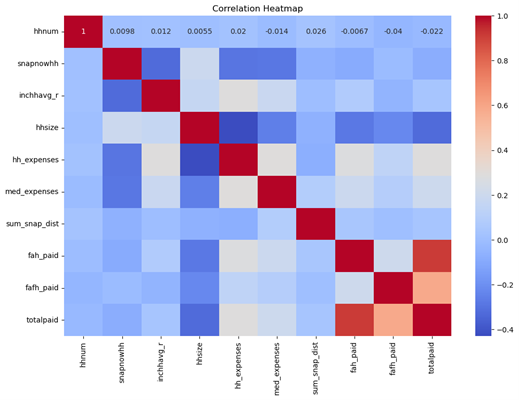 Correlation Heatmap
hhnum 1 0.0098 0.012 0.0055 0.02 -0.014 0.026 -0.0067 -0.04 -0.022
snapnowhh
inchhavg_r
hhsize
hh_expenses
med_expenses
sum_snap_dist
fah_paid
fafh_paid
totalpaid
hhnum
snapnowhh
inchhavg_r
hhsize
hh_expenses
med_expenses
sum_snap_dist
fah_paid
fafh_paid
totalpaid
1.0
0.8
0.6
0.4
0.2
0.0
-0.2
-0.4